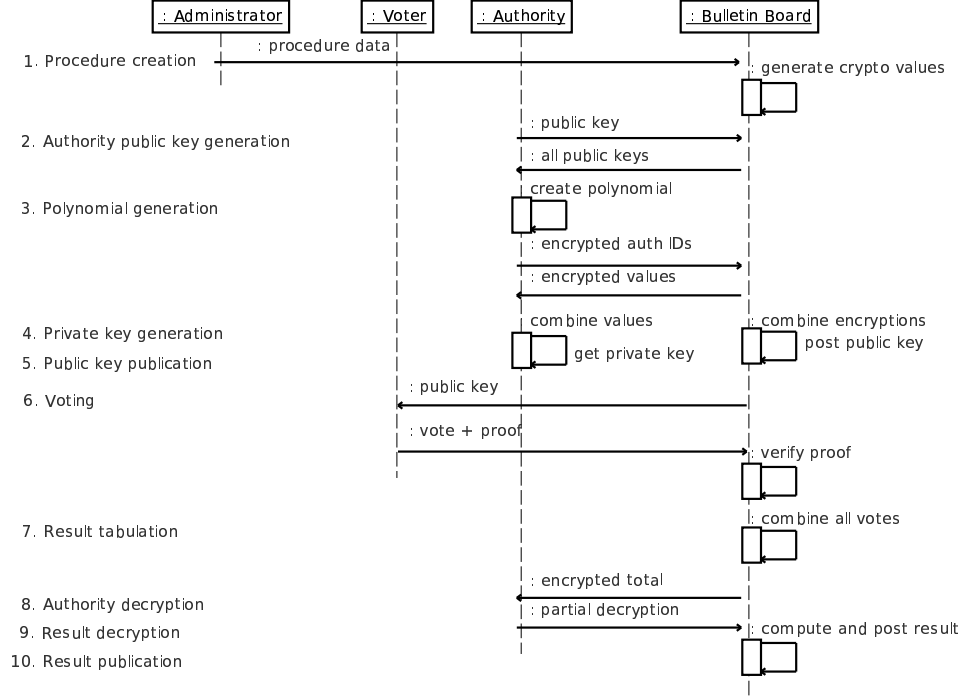 : Administrator
: Voter
: Authority
: Bulletin Board
: procedure data
1. Procedure creation
: generate crypto values
: public key
2. Authority public key generation
: all public keys
create polynomial
3. Polynomial generation
: encrypted auth IDs
: encrypted values
combine values
: combine encryptions
4. Private key generation
post public key
get private key
5. Public key publication
: public key
6. Voting
: vote + proof
: verify proof
: combine all votes
7. Result tabulation
: encrypted total
8. Authority decryption
: partial decryption
: compute and post result
9. Result decryption
10. Result publication